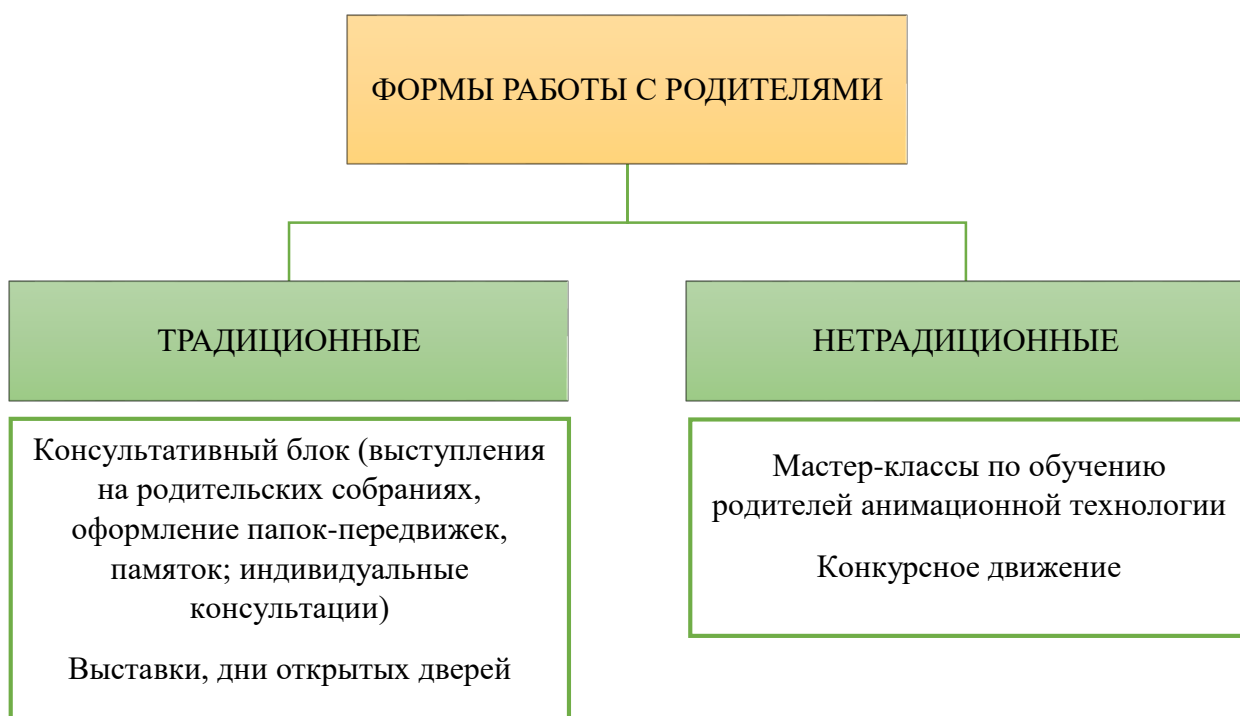 ФОРМЫ РАБОТЫ С РОДИТЕЛЯМИ
ТРАДИЦИОННЫЕ
Консультативный блок (выступления
на родительских собраниях,
оформление папок-передвижек,
памяток; индивидуальные
консультации)
Выставки, дни открытых дверей
НЕТРАДИЦИОННЫЕ
Мастер-классы по обучению
родителей анимационной технологии
Конкурсное движение